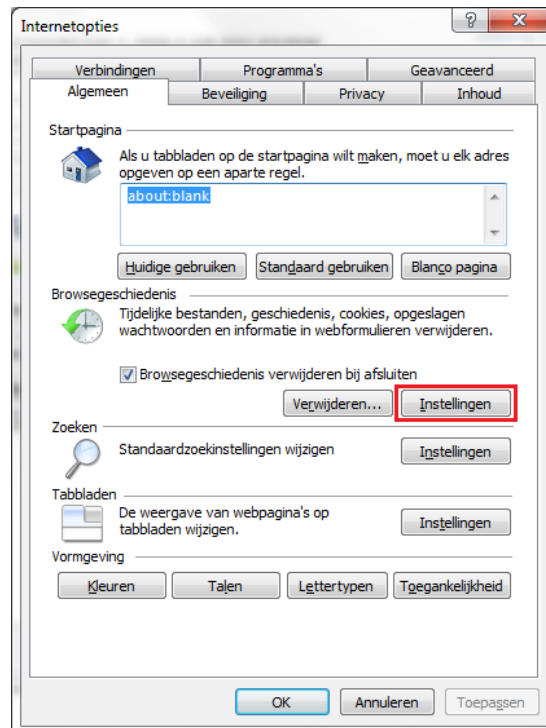 Internetopties
Verbindingen Programma's Geavanceerd
Algemeen Beveiliging Privacy Inhoud
Startpagina
Als u tabbladen op de startpagina wilt maken, moet u elk adres
opgeven op een aparte regel.
about:blank
Huidige gebruiken Standaard gebruiken Blanco pagina
Browsegeschiedenis
Tijdelijke bestanden, geschiedenis, cookies, opgeslagen
wachtwoorden en informatie in webformulieren verwijderen.
Browsegeschiedenis verwijderen bij afsluiten
Verwijderen... Instellingen
Zoeken
Standaardzoekinstellingen wijzigen Instellingen
Tabbladen
De weergave van webpagina's op
tabbladen wijzigen. Instellingen
Vormgeving
Kleuren Talen Lettertypen Toegankelijkheid
OK Annuleren Toepassen